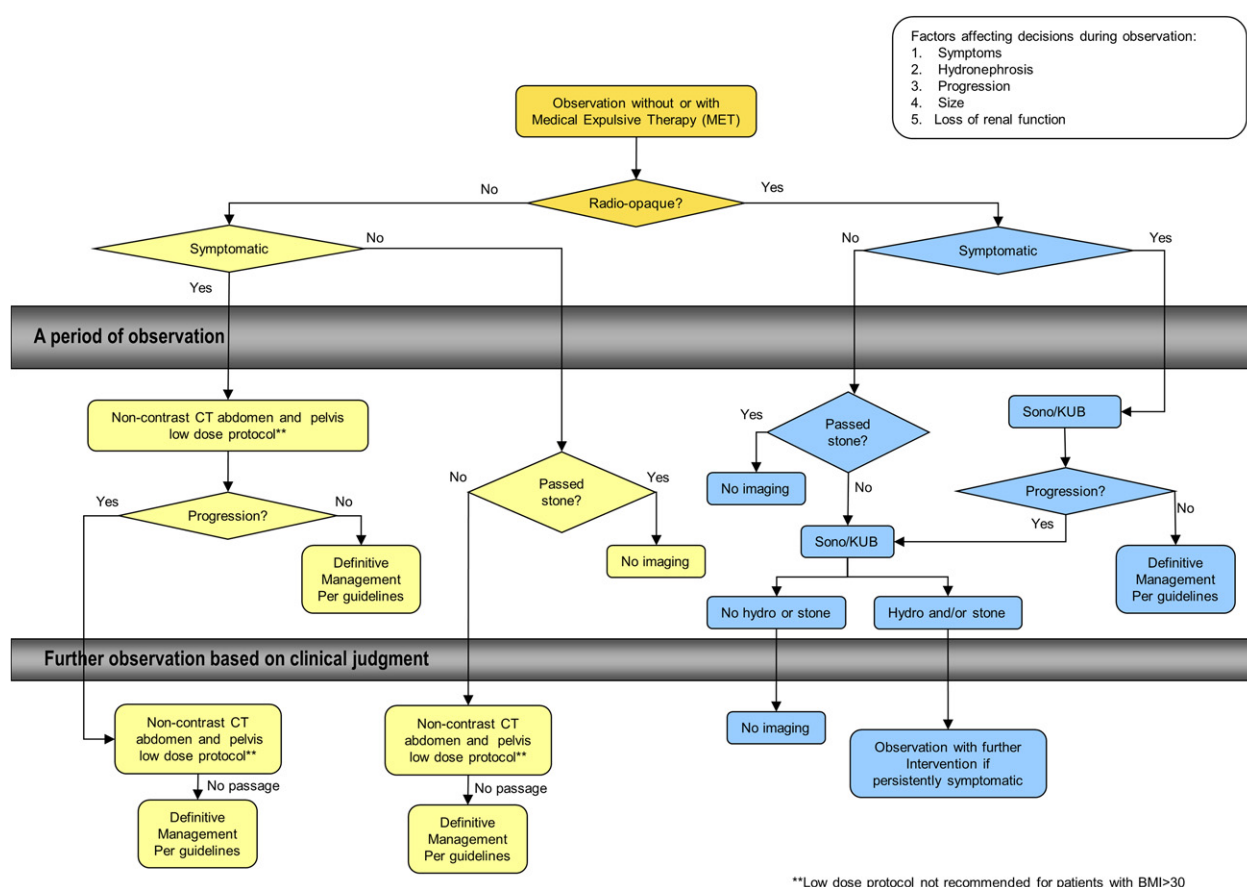 Factors affecting decisions during observation:
1. Symptoms
2. Hydronephrosis
3. Progression
4. Size
5. Loss of renal function
Observation without or with
Medical Expulsive Therapy (MET)
No
Radio-opaque?
Yes
Symptomatic
No
Yes
No
Symptomatic
Yes
A period of observation
Non-contrast CT abdomen and pelvis
low dose protocol**
Yes
Progression?
No
Definitive
Management
Per guidelines
No
Passed
stone?
Yes
No imaging
Yes
Passed
stone?
No imaging
No
Sono/KUB
Progression?
Yes
No
Sono/KUB
Definitive
Management
Per guidelines
No hydro or stone
Hydro and/or stone
Further observation based on clinical judgment
Non-contrast CT
abdomen and pelvis
low dose protocol**
No passage
Definitive
Management
Per guidelines
Non-contrast CT
abdomen and pelvis
low dose protocol**
No passage
Definitive
Management
Per guidelines
No imaging
Observation with further
Intervention if
persistently symptomatic
**Low dose protocol not recommended for patients with BMI>30